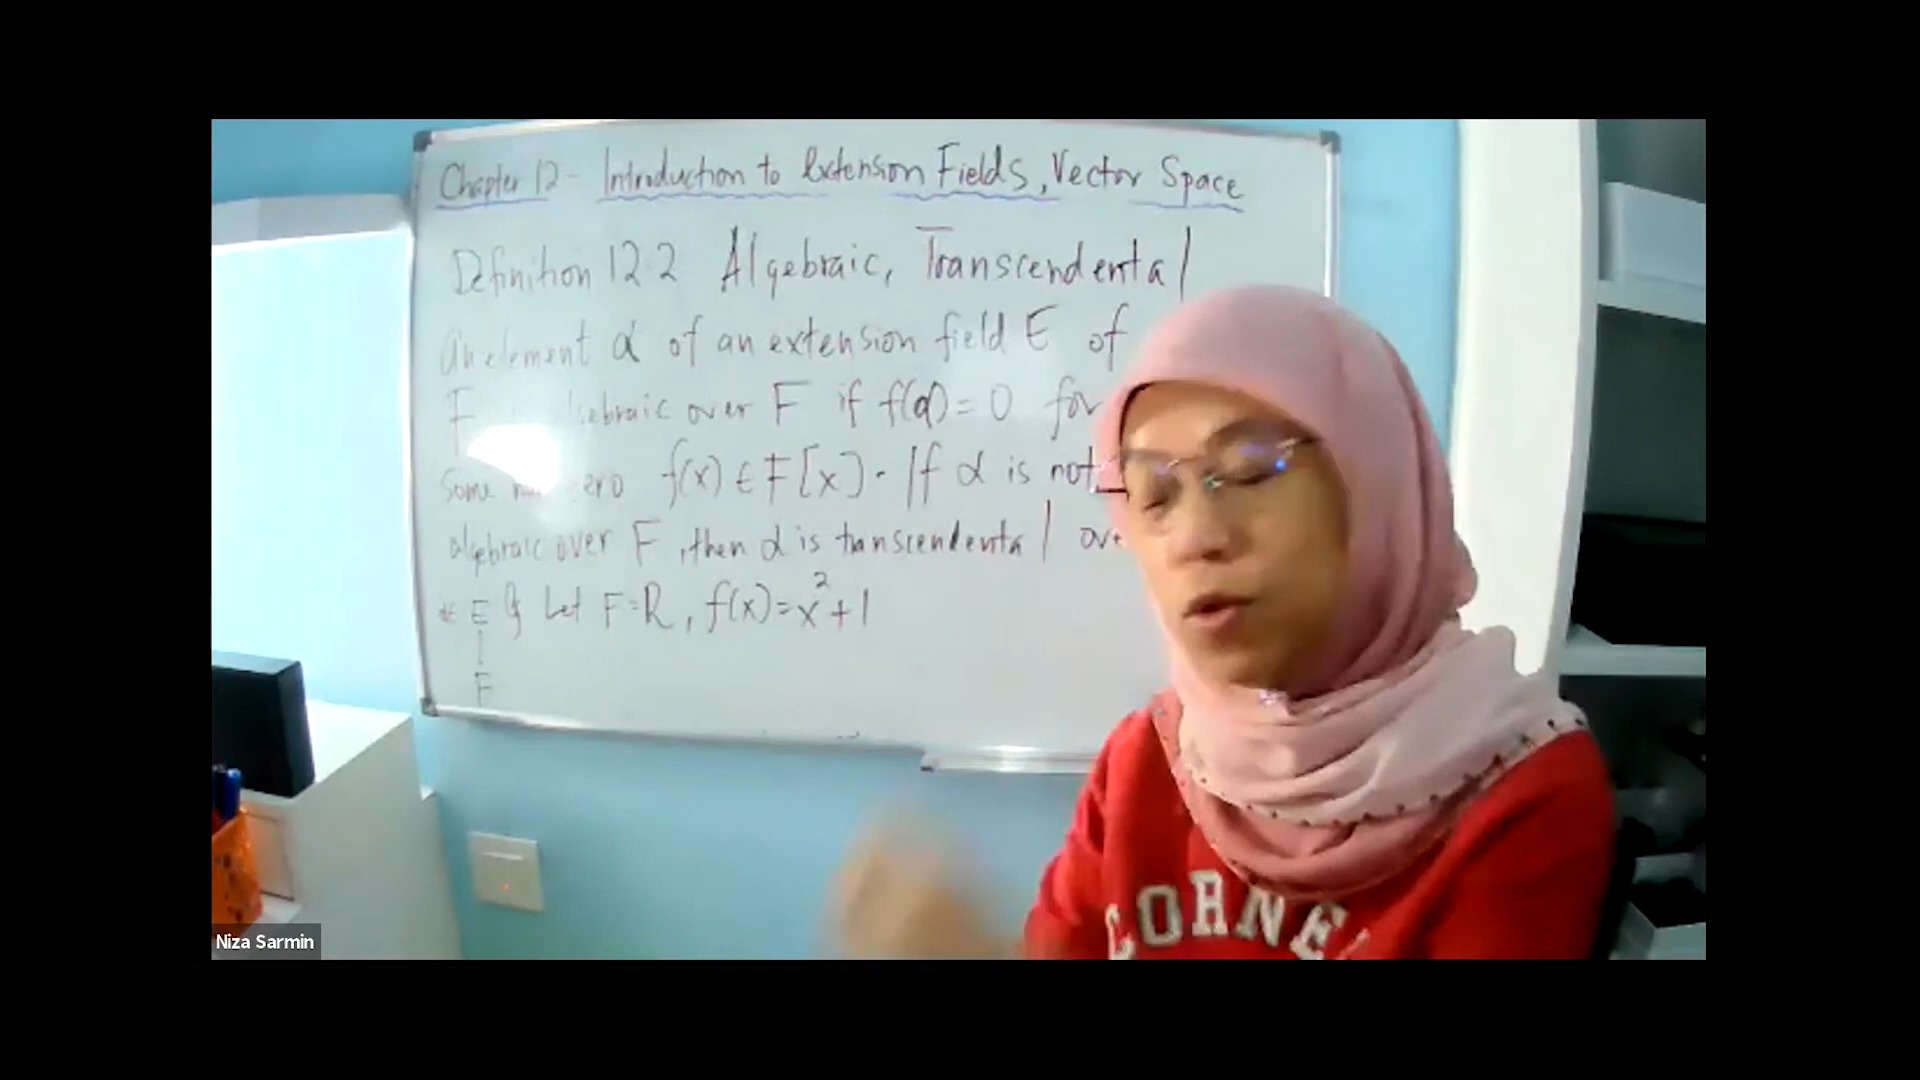 Chapter 12 - Introduction to Extension Fields, Vector Space
Definition 12.2 Algebraic, Transcendental
An element α of an extension field E of
F over F if f(α) = 0 for
Some f(x) ∈ F[x]. If α is not
algebraic over F, then α is transcendental
E Let F = R, f(x) = x² + 1
F
CORNE
Niza Sarmin